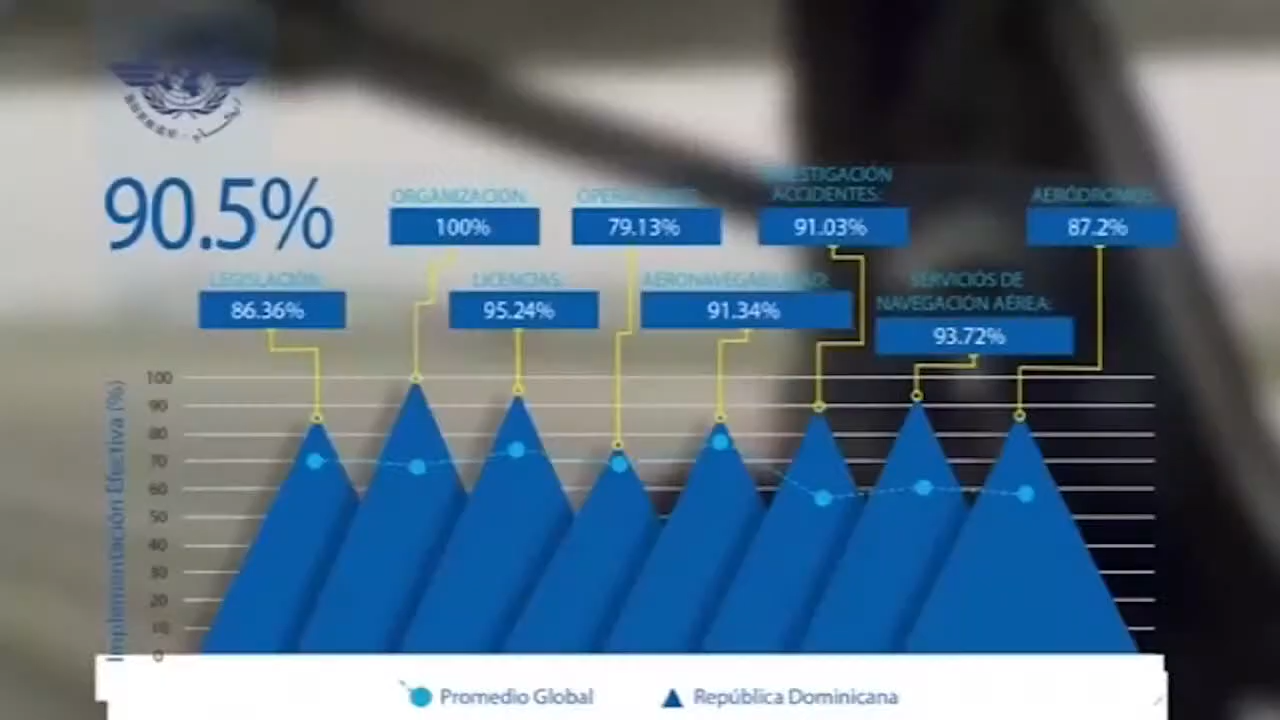 90.5%
ORGANIZACIÓN:
100%
79.13%
ACCIDENTES:
91.03%
87.2%
LEGISLACIÓN:
86.36%
LICENCIAS:
95.24%
91.34%
SERVICIOS DE
NAVEGACIÓN AÉREA:
93.72%
Implementación Efectiva (%)
100
90
80
70
60
50
40
30
20
10
0
Promedio Global
República Dominicana